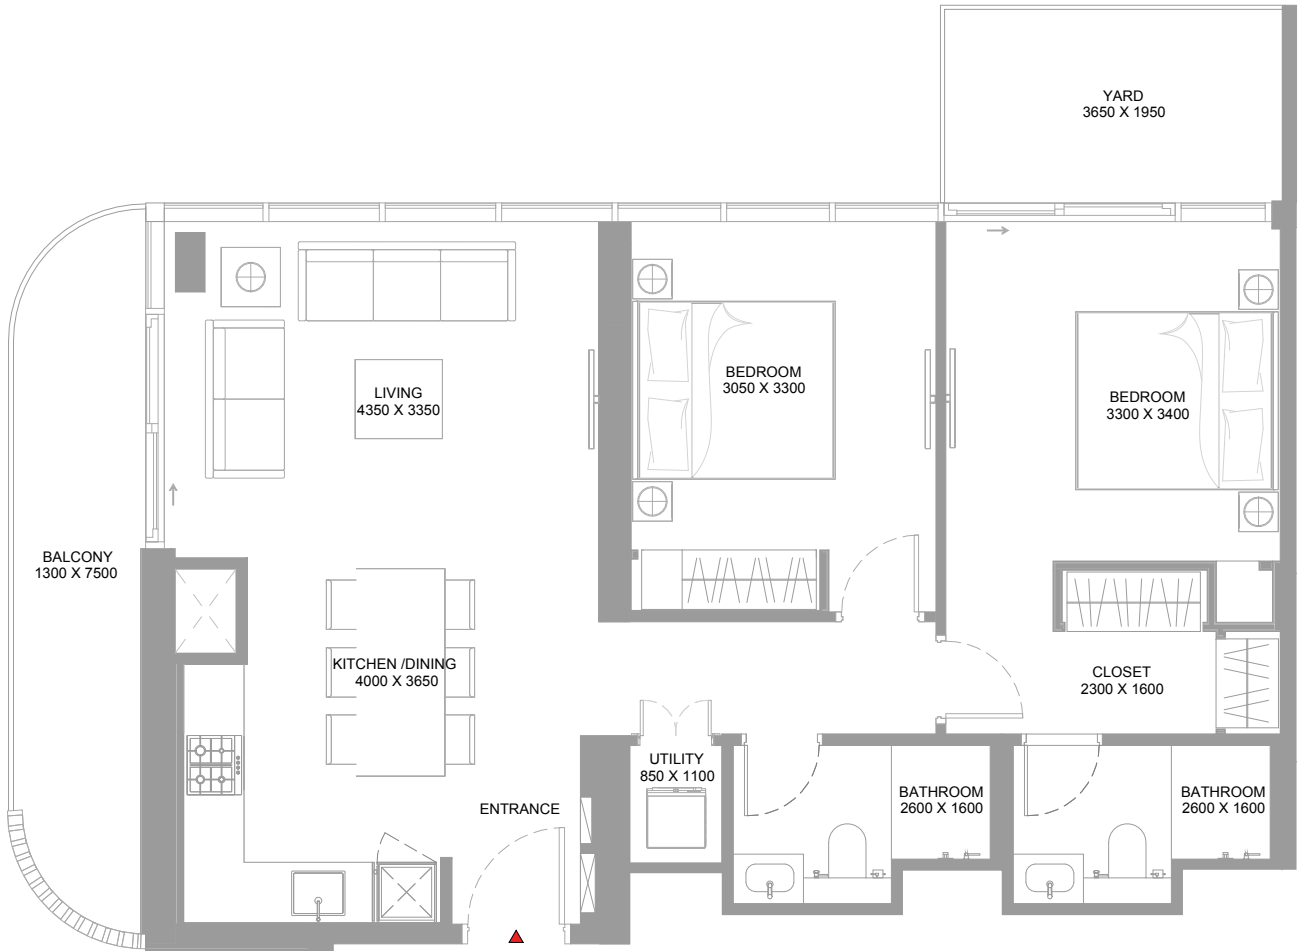 YARD
3650 X 1950
BEDROOM
3050 X 3300
LIVING
4350 X 3350
BEDROOM
3300 X 3400
BALCONY
1300 X 7500
KITCHEN /DINING
4000 X 3650
CLOSET
2300 X 1600
UTILITY
850 X 1100
ENTRANCE
BATHROOM
2600 X 1600
BATHROOM
2600 X 1600